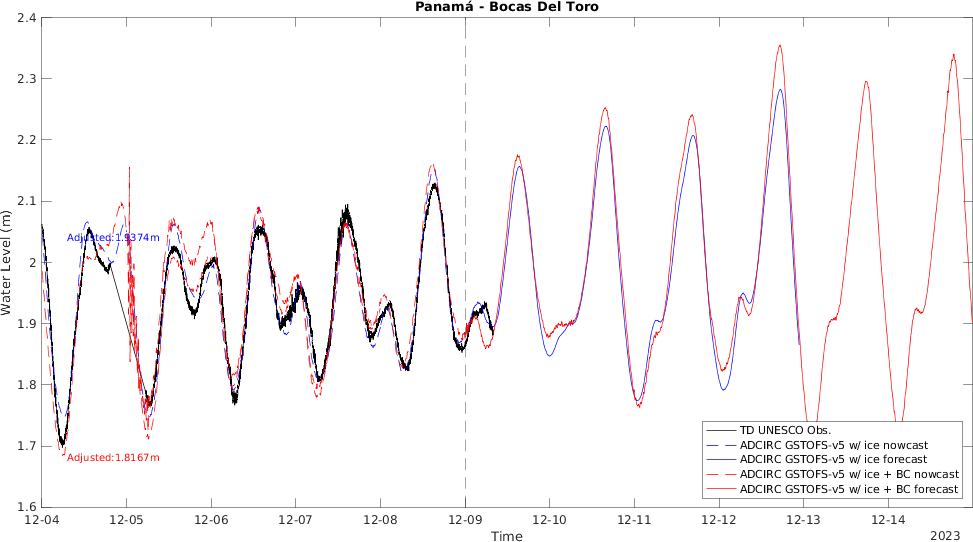 Panamá - Bocas Del Toro
2.4
2.3
2.2
2.1
2
1.9
1.8
1.7
1.6
Water Level (m)
Adjusted:1.9374m
Adjusted:1.8167m
TD UNESCO Obs.
ADCIRC GSTOFS-v5 w/ ice nowcast
ADCIRC GSTOFS-v5 w/ ice forecast
ADCIRC GSTOFS-v5 w/ ice + BC nowcast
ADCIRC GSTOFS-v5 w/ ice + BC forecast
12-04 12-05 12-06 12-07 12-08 12-09 12-10 12-11 12-12 12-13 12-14
Time
2023